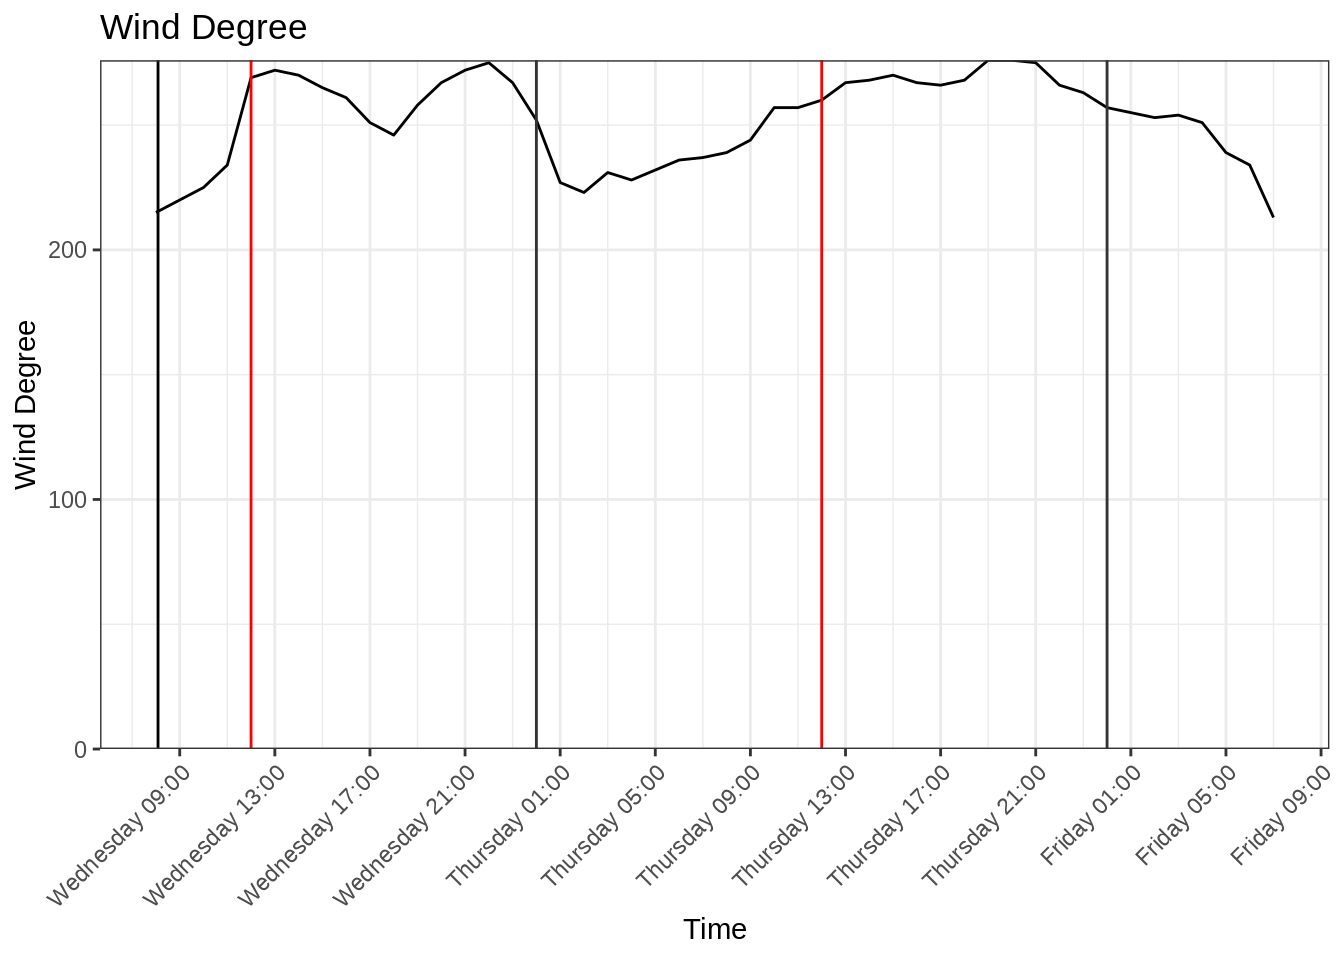 Wind Degree
Wind Degree
200
100
0
Wednesday 09:00
Wednesday 13:00
Wednesday 17:00
Wednesday 21:00
Thursday 01:00
Thursday 05:00
Thursday 09:00
Thursday 13:00
Thursday 17:00
Thursday 21:00
Friday 01:00
Friday 05:00
Friday 09:00
Time